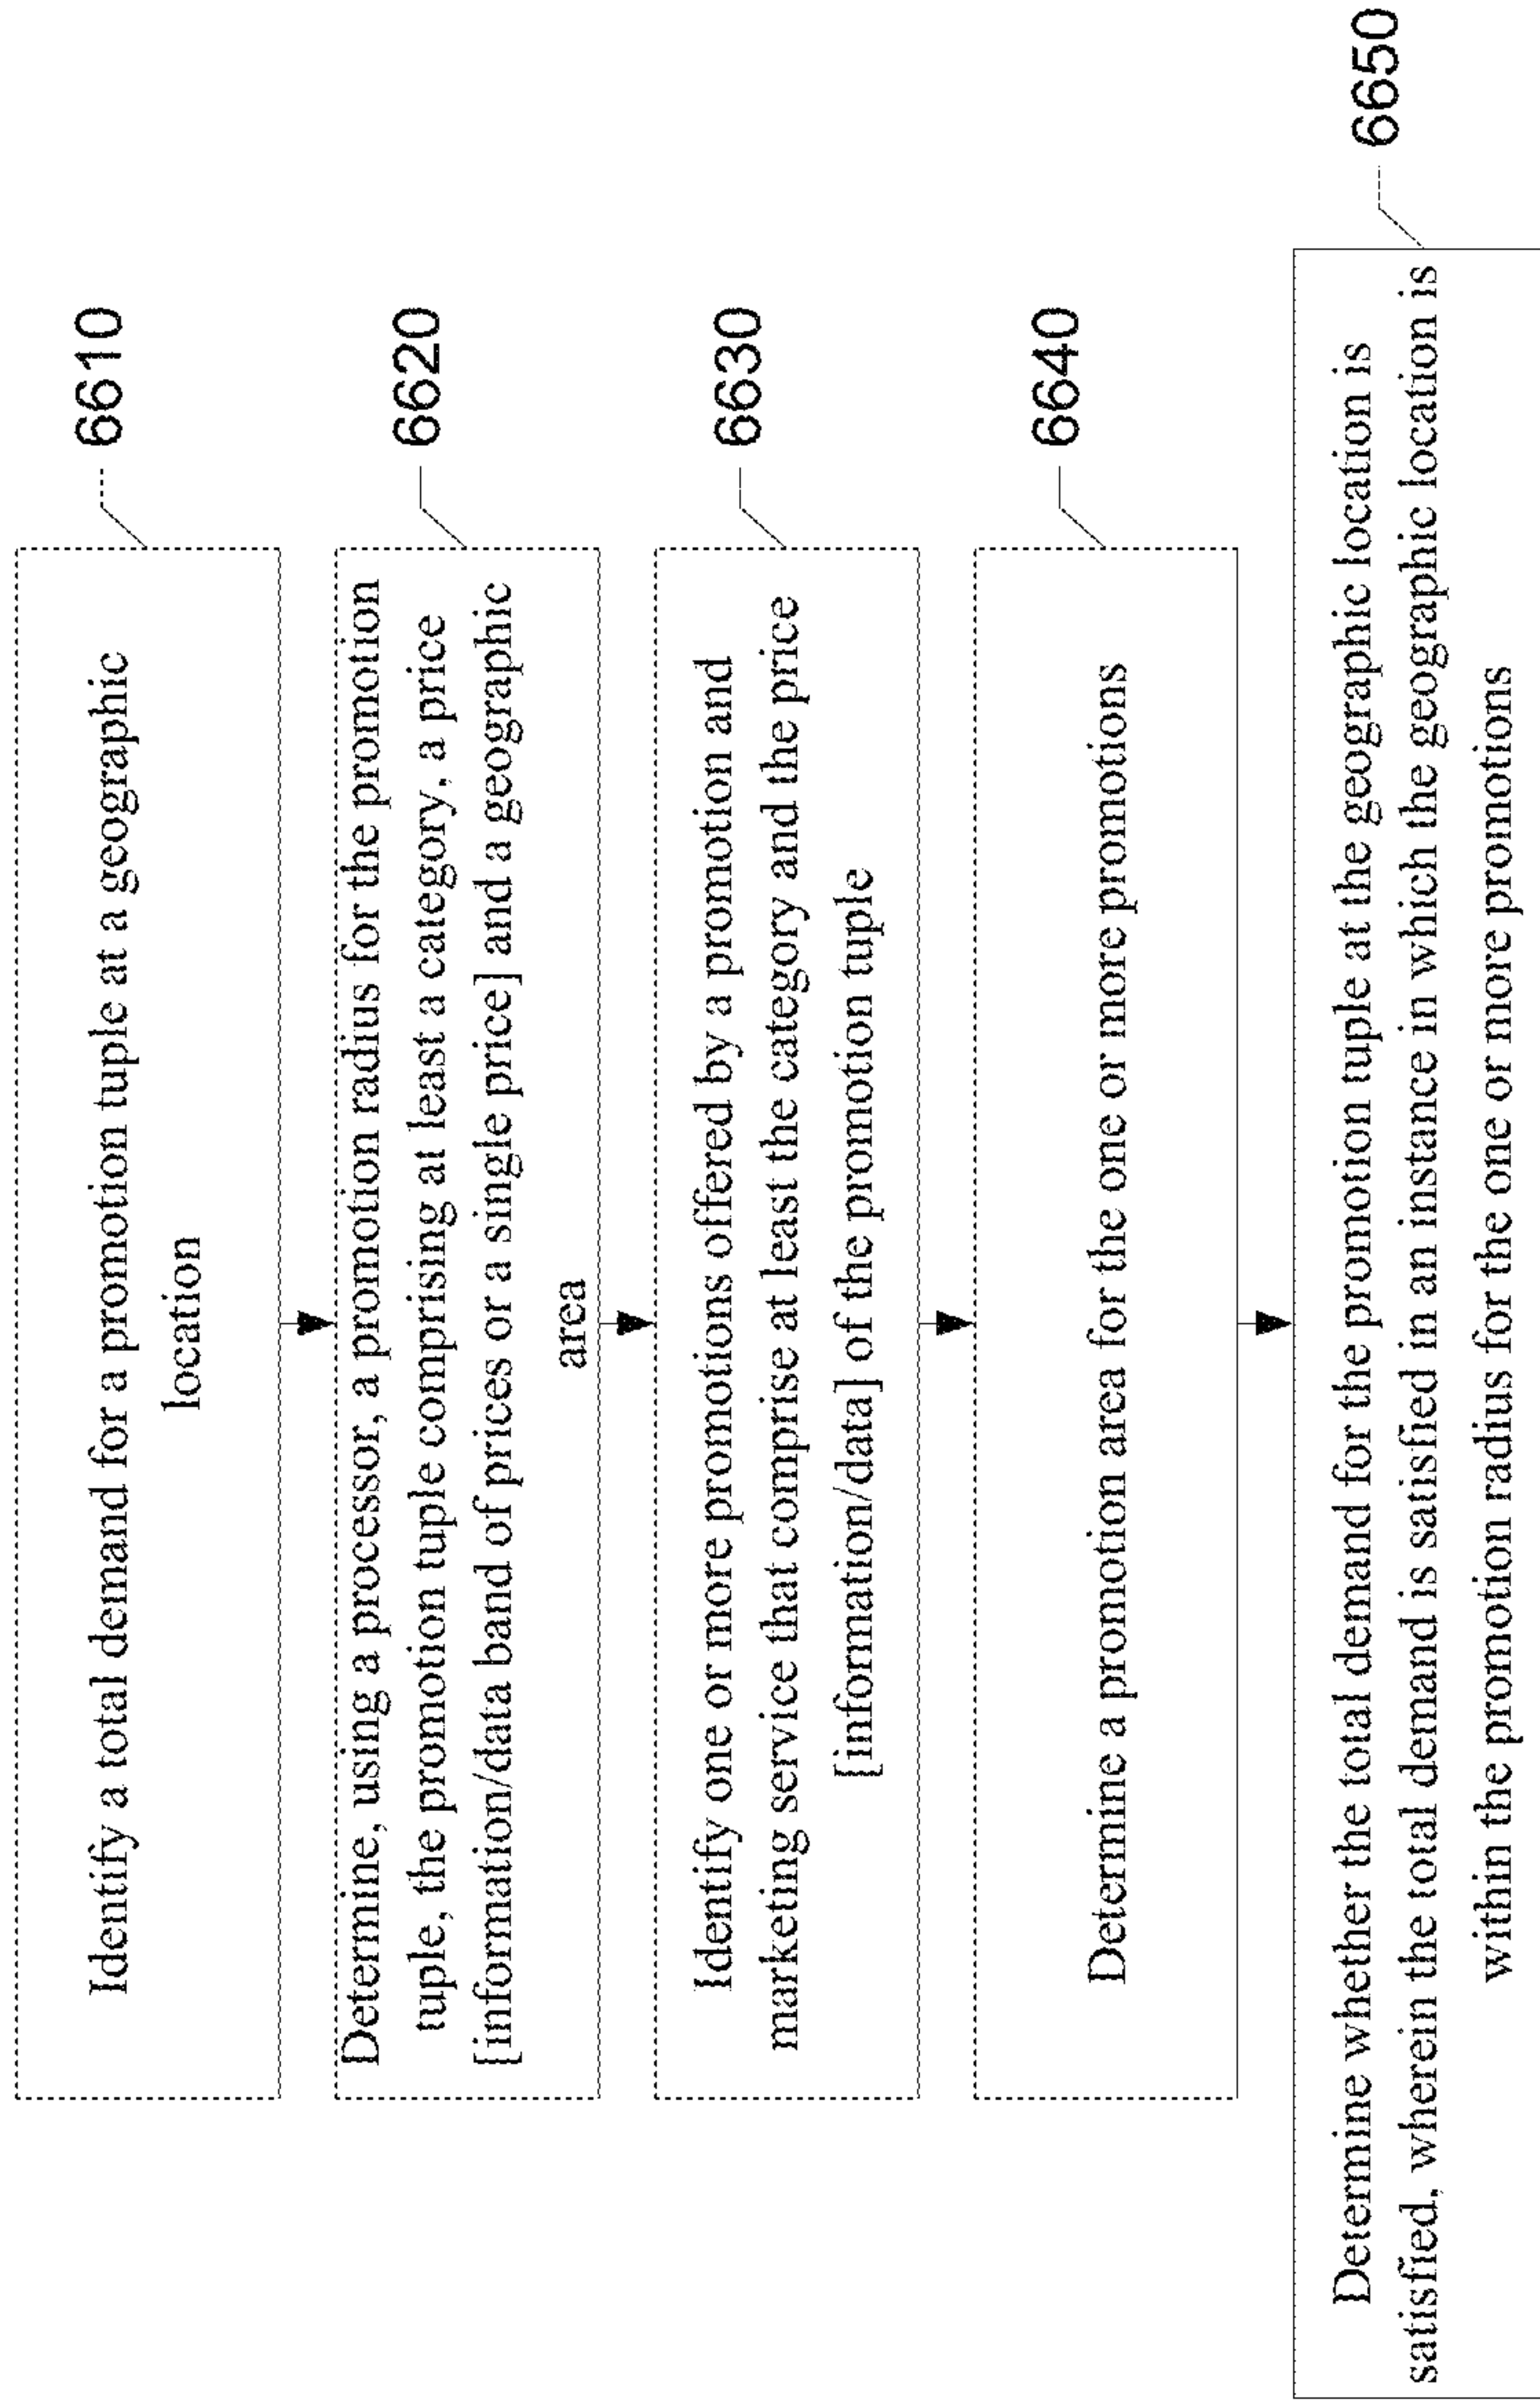 6610
Identify a total demand for a promotion tuple at a geographic
location
6620
Determine, using a processor, a promotion radius for the promotion
tuple, the promotion tuple comprising at least a category, a price
[information/data band of prices or a single price] and a geographic
area
6630
Identify one or more promotions offered by a promotion and
marketing service that comprise at least the category and the price
[information/data] of the promotion tuple
6640
Determine a promotion area for the one or more promotions
6650
Determine whether the total demand for the promotion tuple at the geographic location is
satisfied, wherein the total demand is satisfied in an instance in which the geographic location is
within the promotion radius for the one or more promotions